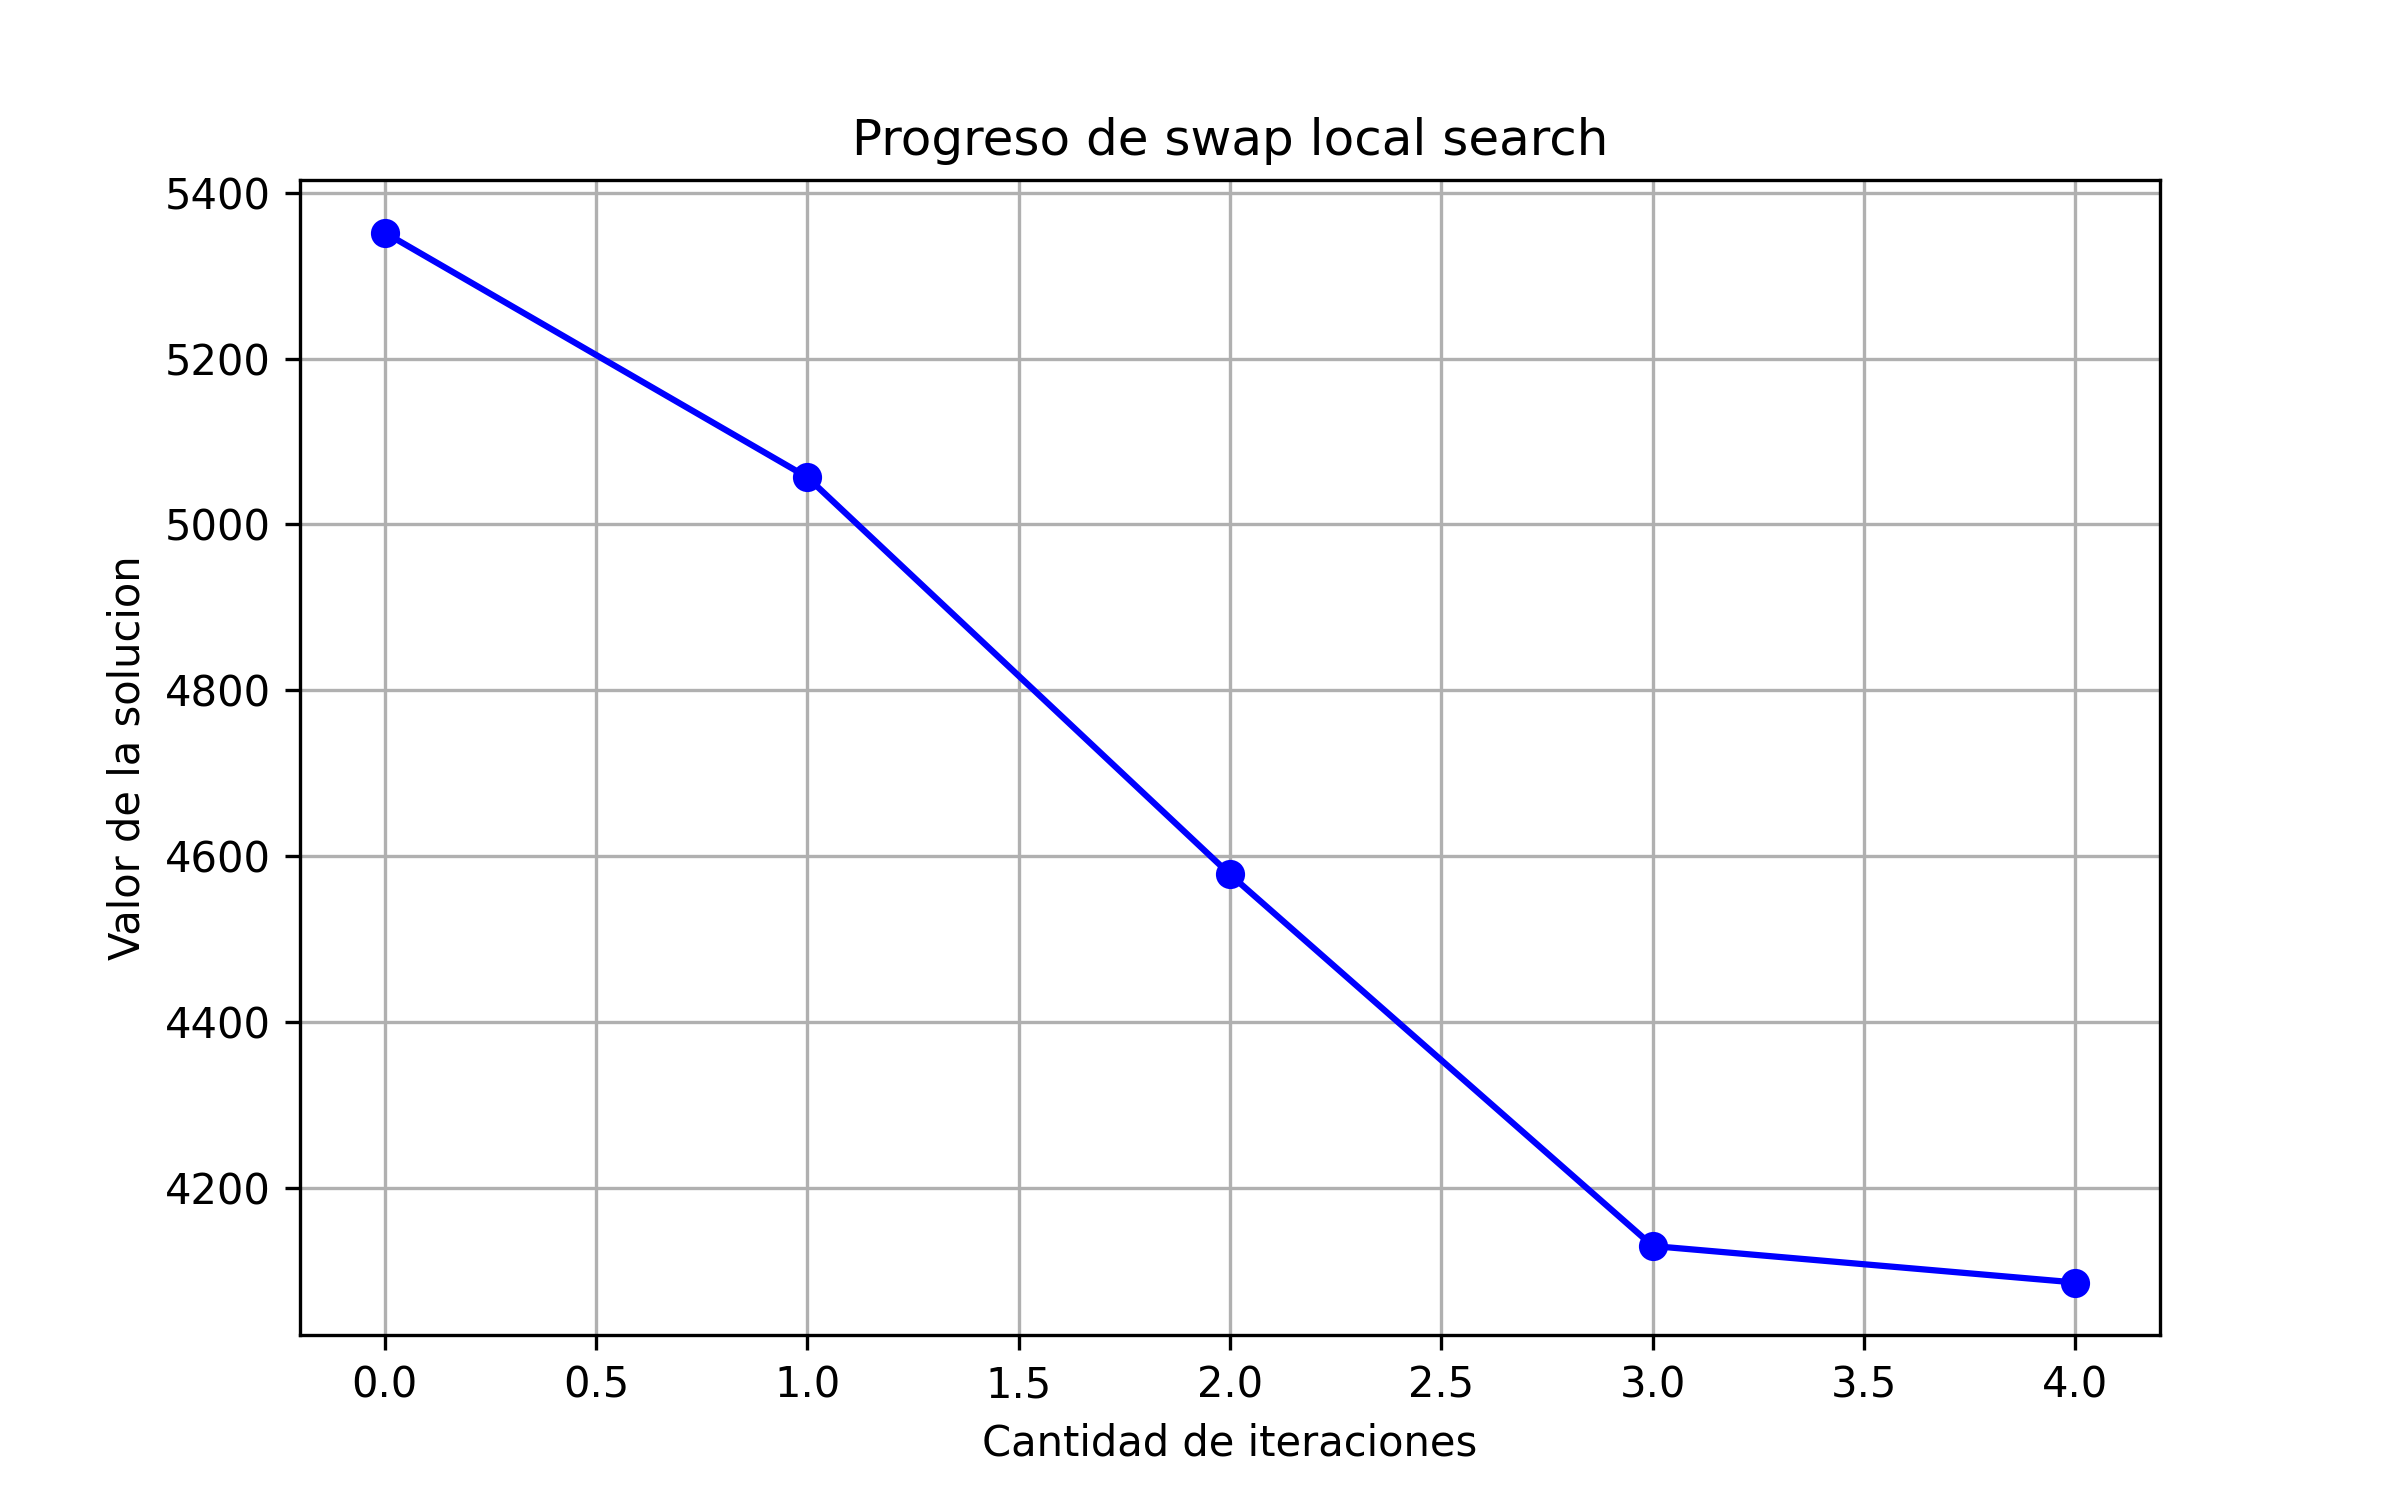 Progreso de swap local search
5400
5200
5000
4800
4600
4400
4200
Valor de la solucion
0.0 0.5 1.0 1.5 2.0 2.5 3.0 3.5 4.0
Cantidad de iteraciones